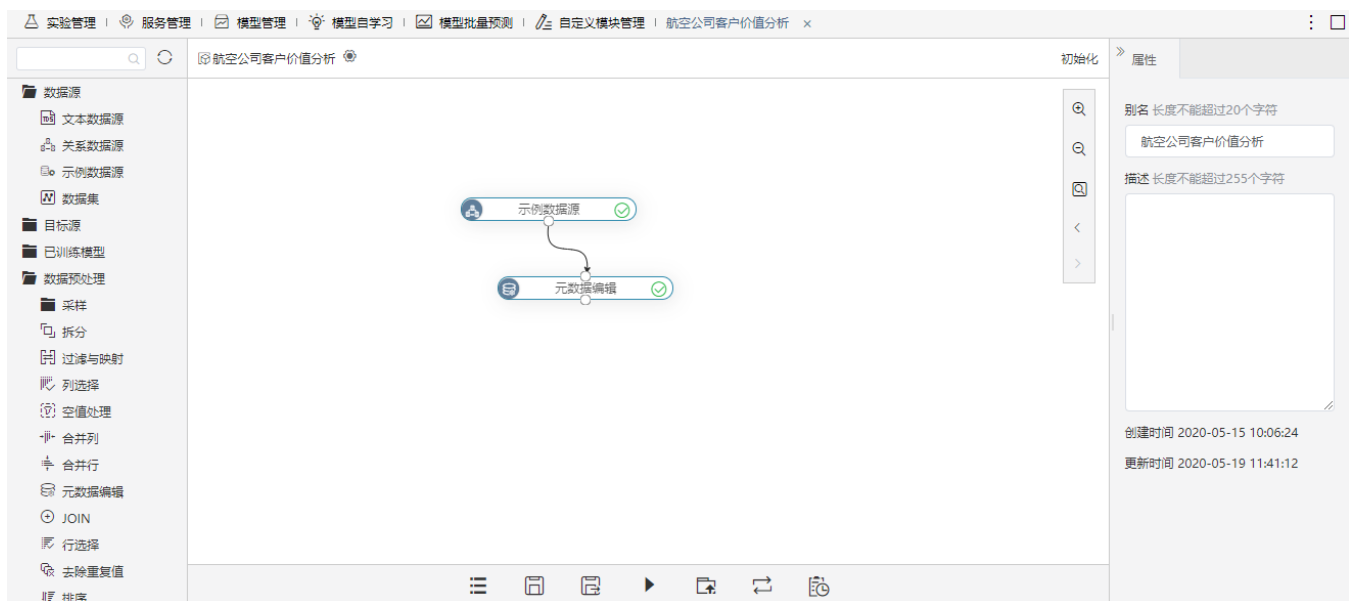 实验管理 服务管理 模型管理 模型自学习 模型批量预测 自定义模块管理 航空公司客户价值分析 ×
航空公司客户价值分析 初始化
数据源
文本数据源
关系数据源
示例数据源
数据集
目标源
已训练模型
数据预处理
采样
拆分
过滤与映射
列选择
空值处理
合并列
合并行
元数据编辑
JOIN
行选择
去除重复值
排序
示例数据源
元数据编辑
属性
别名 长度不能超过20个字符
航空公司客户价值分析
描述 长度不能超过255个字符
创建时间 2020-05-15 10:06:24
更新时间 2020-05-19 11:41:12